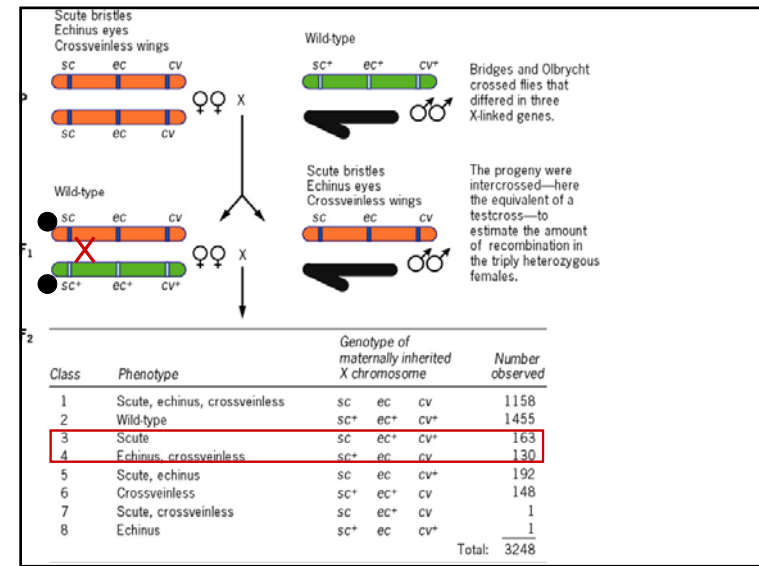 Scute bristles
Echinus eyes
Crossveinless wings
sc ec cv
sc ec cv
♀♀ X
Wild-type
sc+ ec+ cv+
♂♂
Bridges and Olbrycht
crossed flies that
differed in three
X-linked genes.
Wild-type
sc ec cv
X
sc+ ec+ cv+
♀♀ X
Scute bristles
Echinus eyes
Crossveinless wings
sc ec cv
♂♂
The progeny were
intercrossed—here
the equivalent of a
testcross—to
estimate the amount
of recombination in
the triply heterozygous
females.
F1
F2
Genotype of
maternally inherited Number
Class Phenotype X chromosome observed
1 Scute, echinus, crossveinless sc ec cv 1158
2 Wild-type sc+ ec+ cv+ 1455
3 Scute sc ec+ cv+ 163
4 Echinus, crossveinless sc+ ec cv 130
5 Scute, echinus sc ec cv+ 192
6 Crossveinless sc+ ec+ cv 148
7 Scute, crossveinless sc ec+ cv 1
8 Echinus sc+ ec cv+ 1
Total: 3248